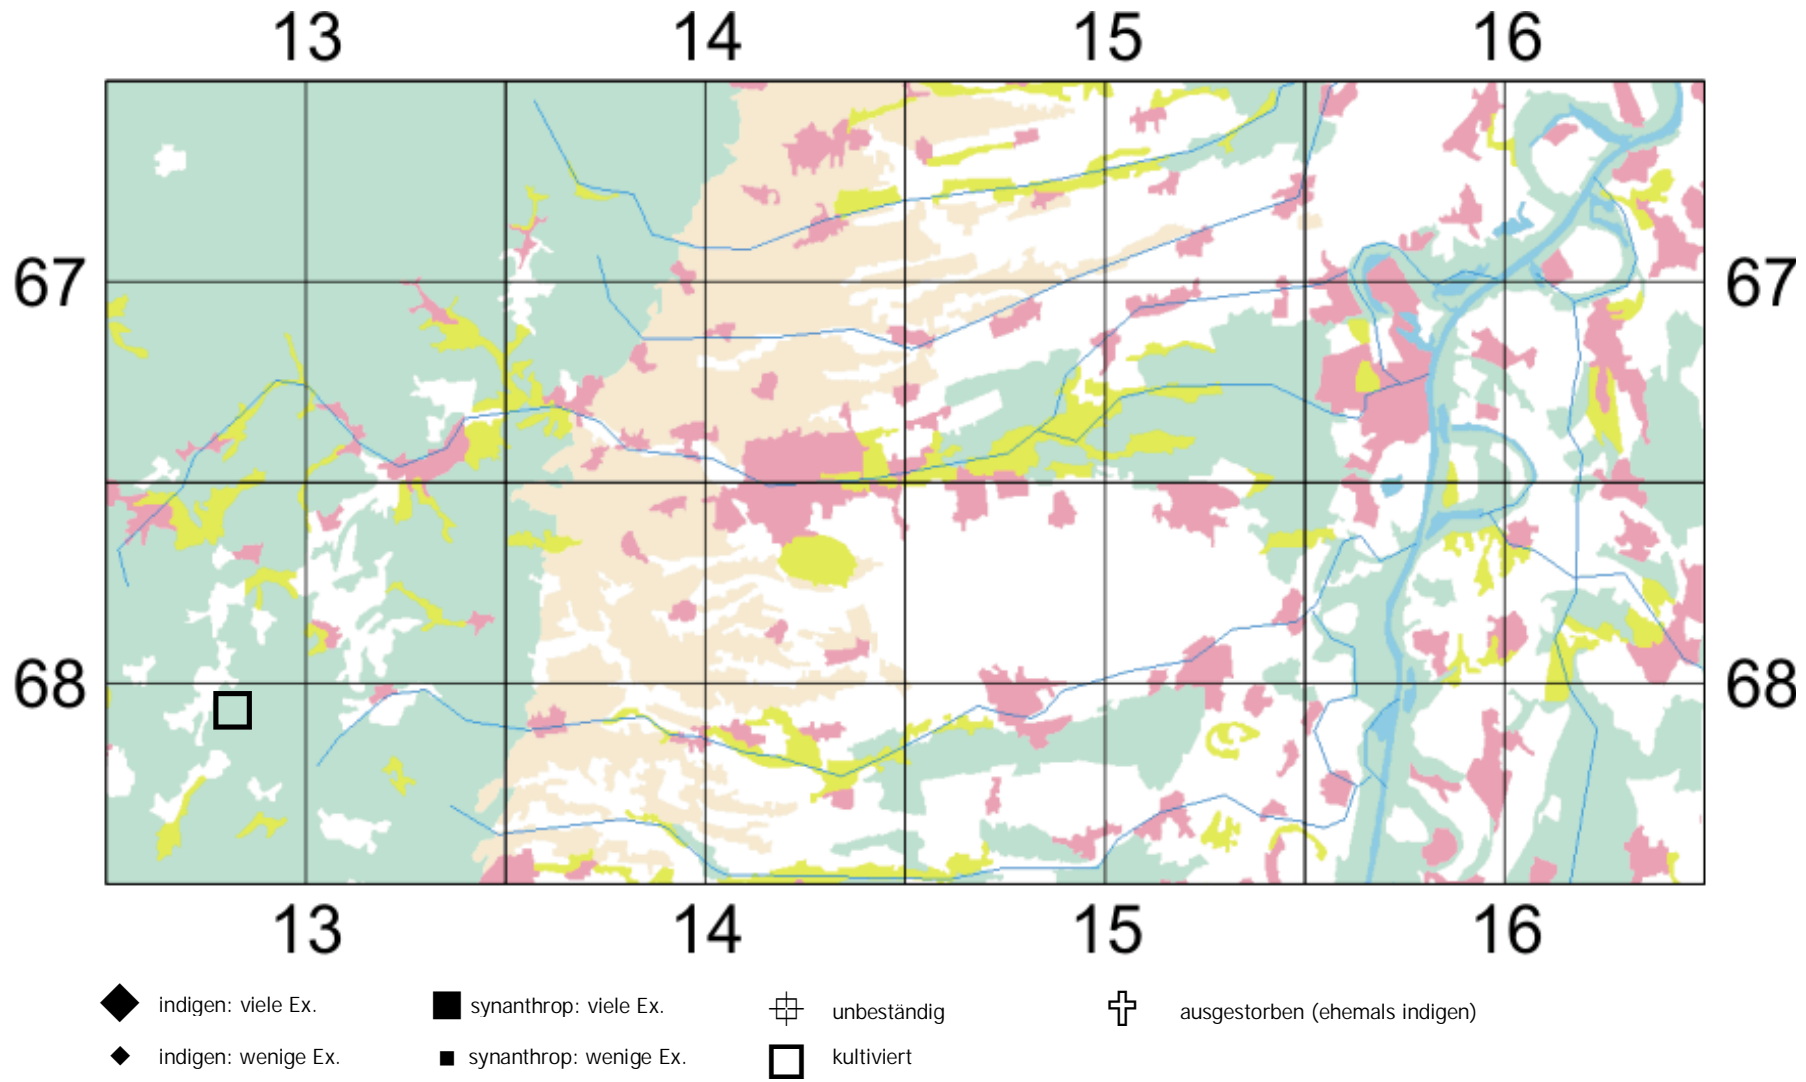 13 14 15 16
67 67
68 68
13 14 15 16
indigen: viele Ex. synanthrop: viele Ex. unbeständig ausgestorben (ehemals indigen)
indigen: wenige Ex. synanthrop: wenige Ex. kultiviert